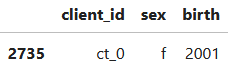 client_id sex birth
2735 ct_0 f 2001